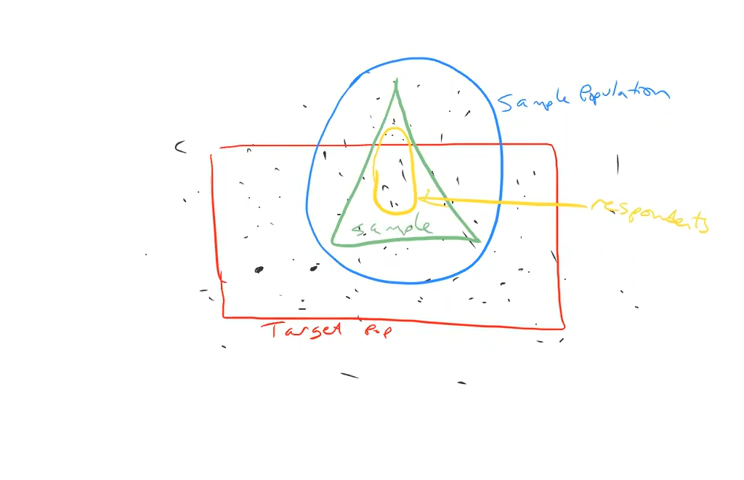 Sample Population
respondents
sample
Target Pop